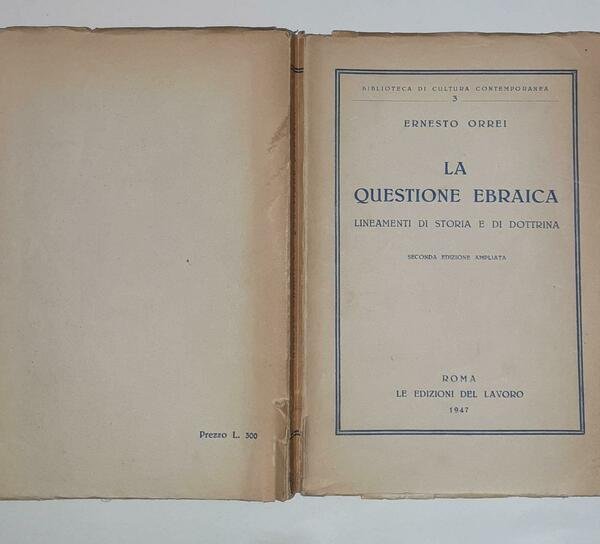 Prezzo L. 300
BIBLIOTECA DI CULTURA CONTEMPORANEA
3
ERNESTO ORREI
LA
QUESTIONE EBRAICA
LINEAMENTI DI STORIA E DI DOTTRINA
SECONDA EDIZIONE AMPLIATA
ROMA
LE EDIZIONI DEL LAVORO
1947